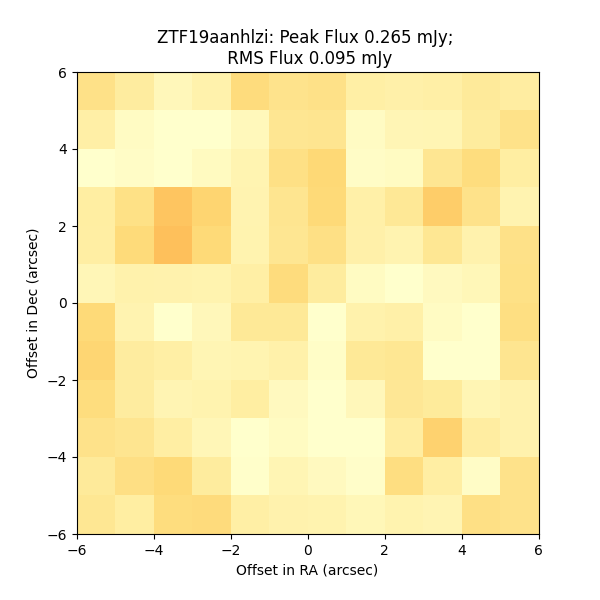 ZTF19aanhlzi: Peak Flux 0.265 mJy;
RMS Flux 0.095 mJy
6
4
2
0
−2
−4
−6
Offset in Dec (arcsec)
−6 −4 −2 0 2 4 6
Offset in RA (arcsec)